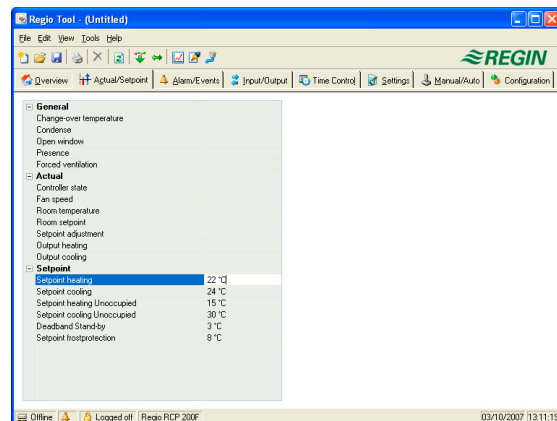 Regio Tool - (Untitled)
File Edit View Tools Help
REGIN
Overview Actual/Setpoint Alarm/Events Input/Output Time Control Settings Manual/Auto Configuration
General
Change-over temperature
Condense
Open window
Presence
Forced ventilation
Actual
Controller state
Fan speed
Room temperature
Room setpoint
Setpoint adjustment
Output heating
Output cooling
Setpoint
Setpoint heating 22 °C
Setpoint cooling 24 °C
Setpoint heating Unoccupied 15 °C
Setpoint cooling Unoccupied 30 °C
Deadband Stand-by 3 °C
Setpoint frostprotection 8 °C
Offline Logged off Regio RCP 200F 03/10/2007 13:11:19